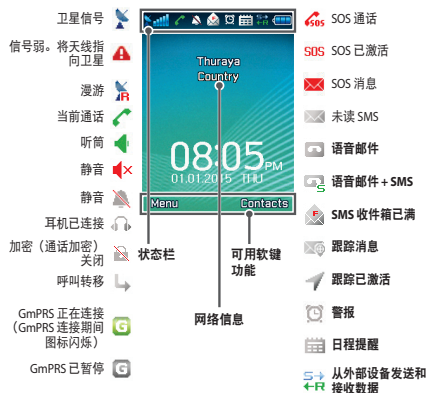 卫星信号
信号弱。将天线指
向卫星
漫游
R
当前通话
听筒
静音
静音
耳机已连接
加密（通话加密）
关闭
呼叫转移
GmPRS 正在连接
（GmPRS 连接期间
图标闪烁）
G
GmPRS 已暂停
G
Thuraya
Country
08:05PM
01.01.2015 THU
Menu Contacts
状态栏
可用软键
功能
网络信息
SOS
SOS 通话
SOS
SOS 已激活
SOS 消息
未读 SMS
语音邮件
S
语音邮件 + SMS
F
SMS 收件箱已满
跟踪消息
跟踪已激活
警报
日程提醒
S
R
从外部设备发送和
接收数据